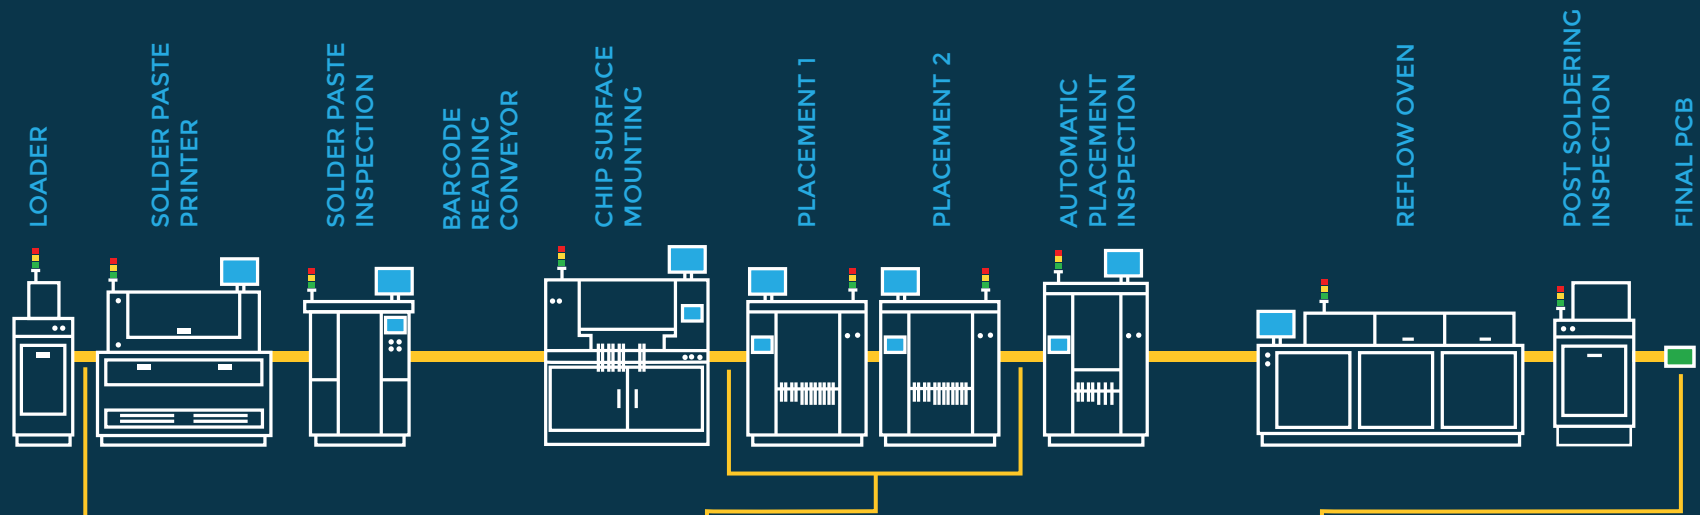 LOADER
SOLDER PASTE
PRINTER
SOLDER PASTE
INSPECTION
BARCODE
READING
CONVEYOR
CHIP SURFACE
MOUNTING
PLACEMENT 1
PLACEMENT 2
AUTOMATIC
PLACEMENT
INSPECTION
REFLOW OVEN
POST SOLDERING
INSPECTION
FINAL PCB